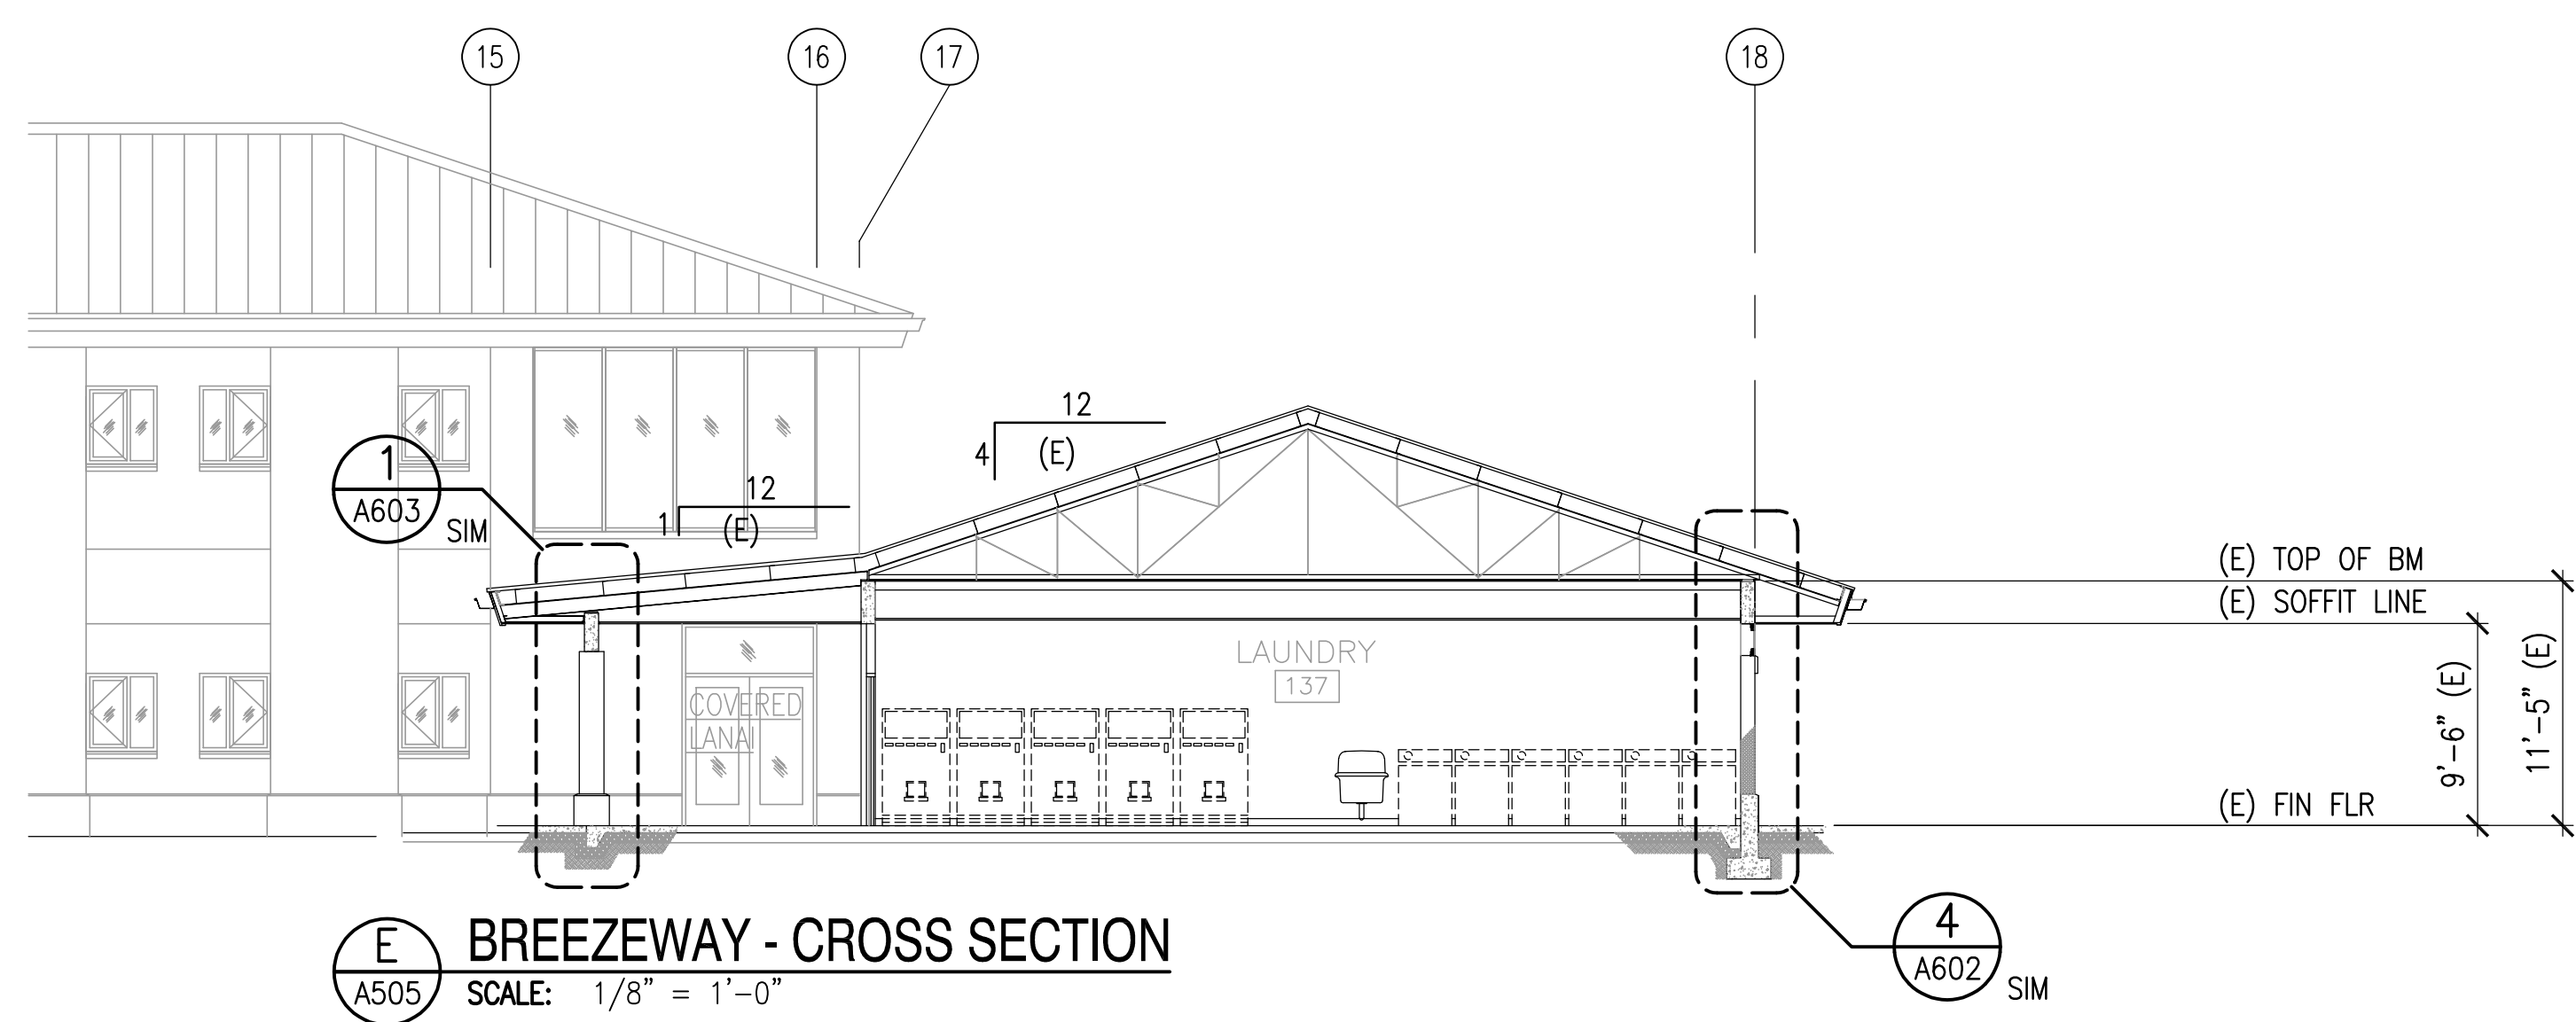 15
16
17
18
12
4
(E)
12
1
(E)
1
A603
SIM
(E) TOP OF BM
(E) SOFFIT LINE
LAUNDRY
137
COVERED
LANAI
9'-6" (E)
11'-5" (E)
(E) FIN FLR
E
A505
BREEZEWAY - CROSS SECTION
SCALE: 1/8" = 1'-0"
4
A602
SIM